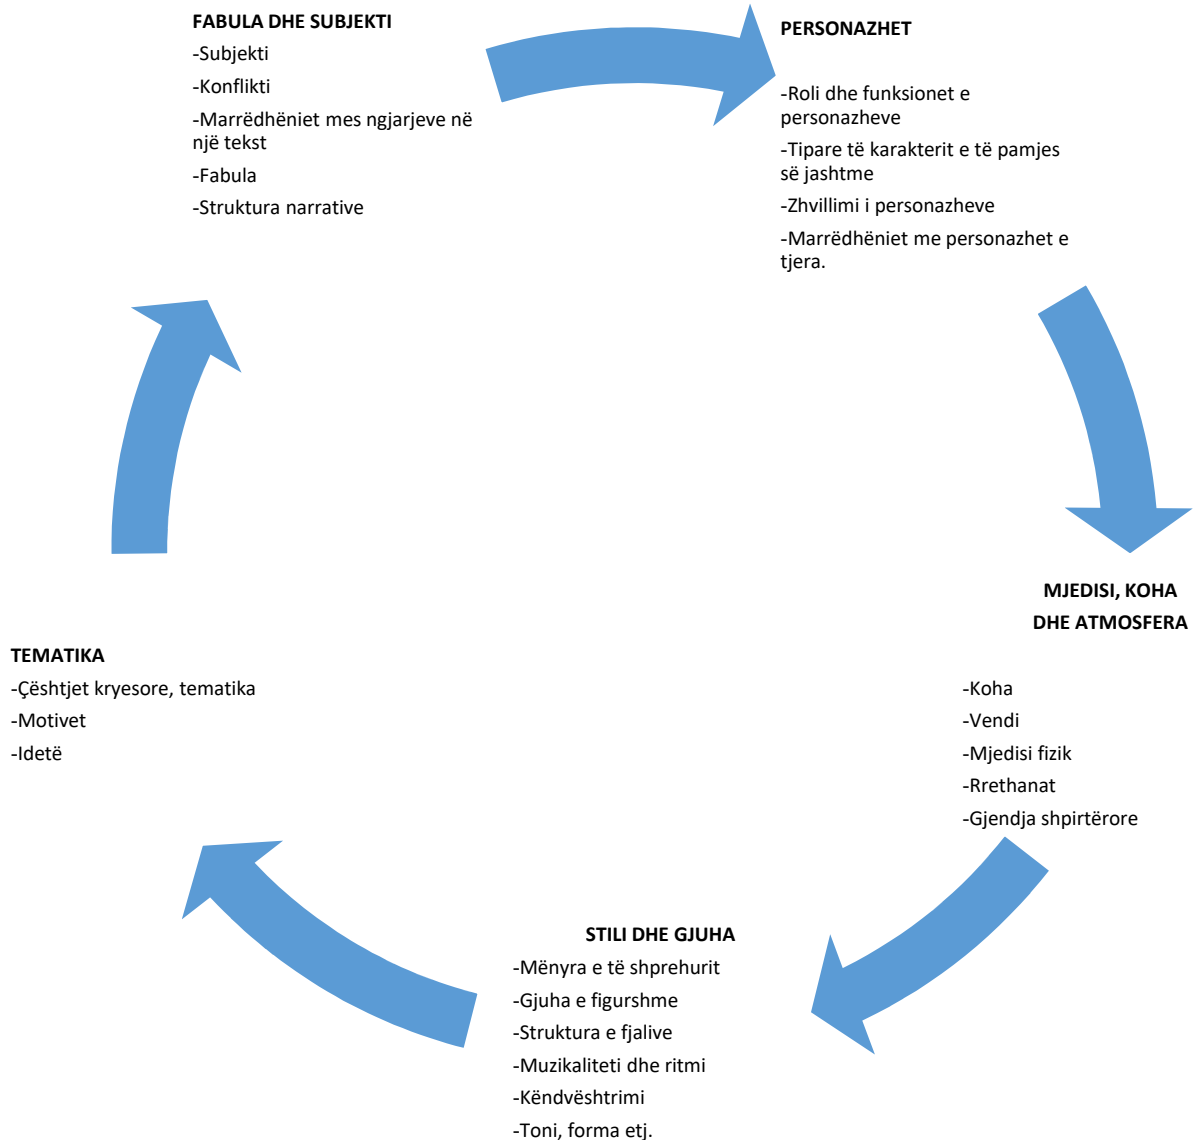 FABULA DHE SUBJEKTI
-Subjekti
-Konflikti
-Marrëdhëniet mes ngjarjeve në
një tekst
-Fabula
-Struktura narrative
PERSONAZHET
-Roli dhe funksionet e
personazheve
-Tipare të karakterit e të pamjes
së jashtme
-Zhvillimi i personazheve
-Marrëdhëniet me personazhet e
tjera.
MJEDISI, KOHA
DHE ATMOSFERA
-Koha
-Vendi
-Mjedisi fizik
-Rrethanat
-Gjendja shpirtërore
STILI DHE GJUHA
-Mënyra e të shprehurit
-Gjuha e figurshme
-Struktura e fjalive
-Muzikaliteti dhe ritmi
-Këndvështrimi
-Toni, forma etj.
TEMATIKA
-Çështjet kryesore, tematika
-Motivet
-Idetë